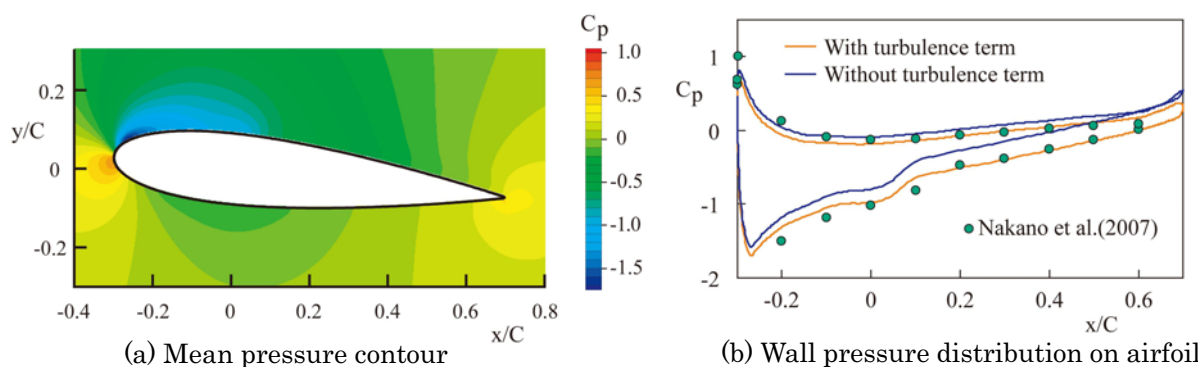 C_p
1.0
0.5
0
-0.5
-1.0
-1.5
0.2
y/C
0
-0.2
-0.4 -0.2 0 0.2 0.4 0.6 0.8
x/C
(a) Mean pressure contour
With turbulence term
Without turbulence term
1
C_p
0
-1
-2
Nakano et al.(2007)
-0.2 0 0.2 0.4 0.6
x/C
(b) Wall pressure distribution on airfoil